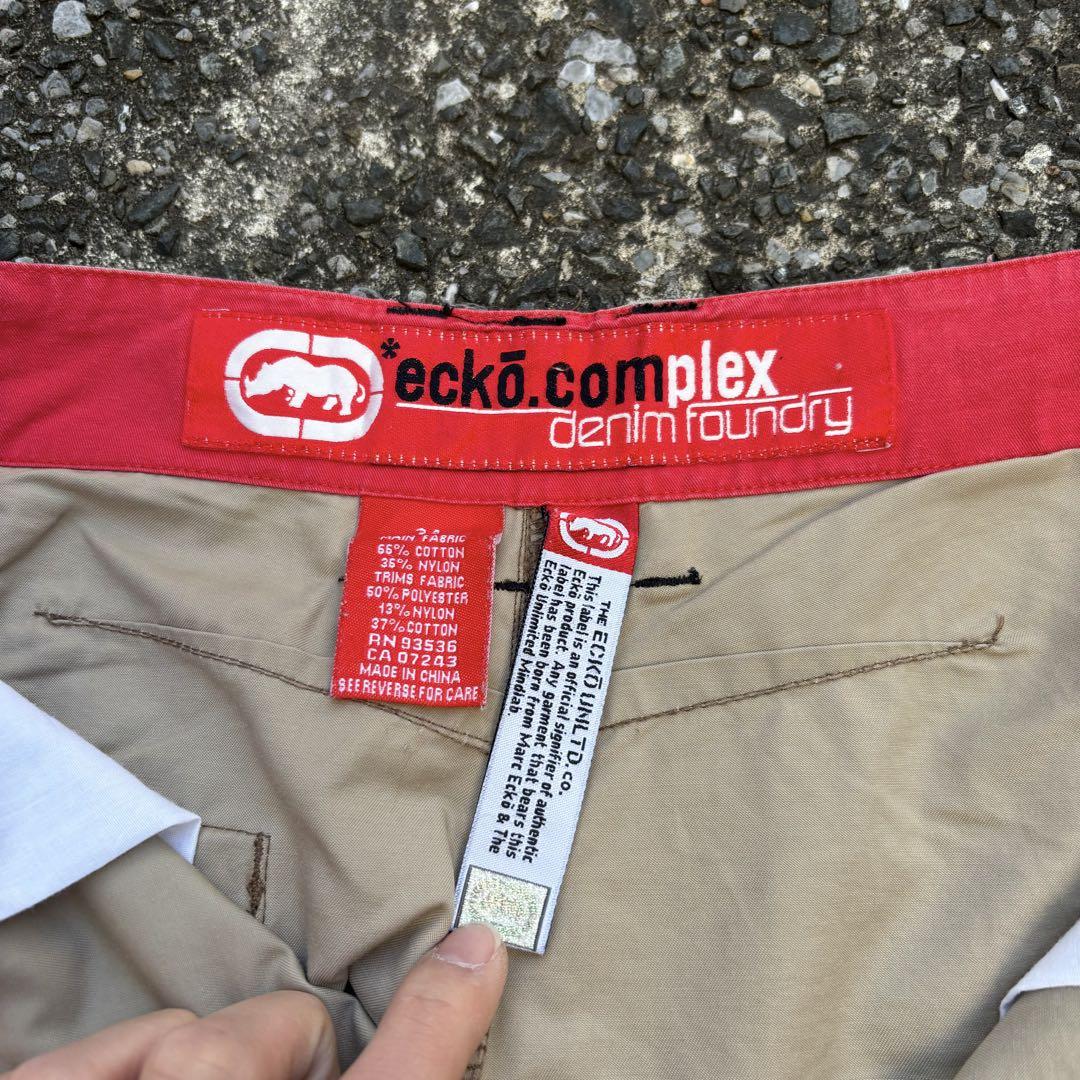 *eckō.complex
denim foundry
MAIN FABRIC
65% COTTON
35% NYLON
TRIMS FABRIC
50% POLYESTER
13% NYLON
37% COTTON
RN 93536
CA 07243
MADE IN CHINA
SEE REVERSE FOR CARE
THE ECKŌ UNLTD. CO.
This label is an official signifier of authentic
Eckō product. Any garment that bears this
label has been born from Marc Eckō & The
Eckō Unlimited Mindlab.